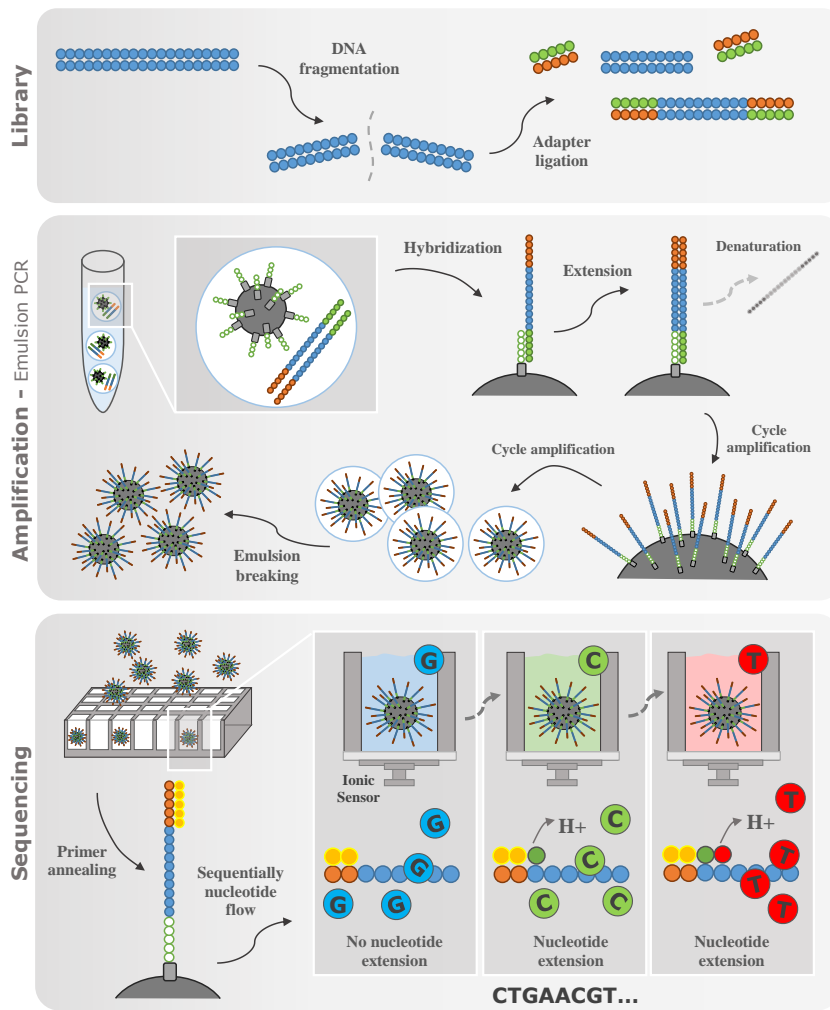 Library
DNA
fragmentation
Adapter
ligation
Amplification - Emulsion PCR
Hybridization
Extension
Denaturation
Cycle
amplification
Cycle amplification
Emulsion
breaking
Sequencing
G
C
T
Ionic
Sensor
Primer
annealing
Sequentially
nucleotide
flow
G
G
G
G
No nucleotide
extension
H+
C
C
C
C
Nucleotide
extension
H+
T
T
T
T
Nucleotide
extension
CTGAACGT...